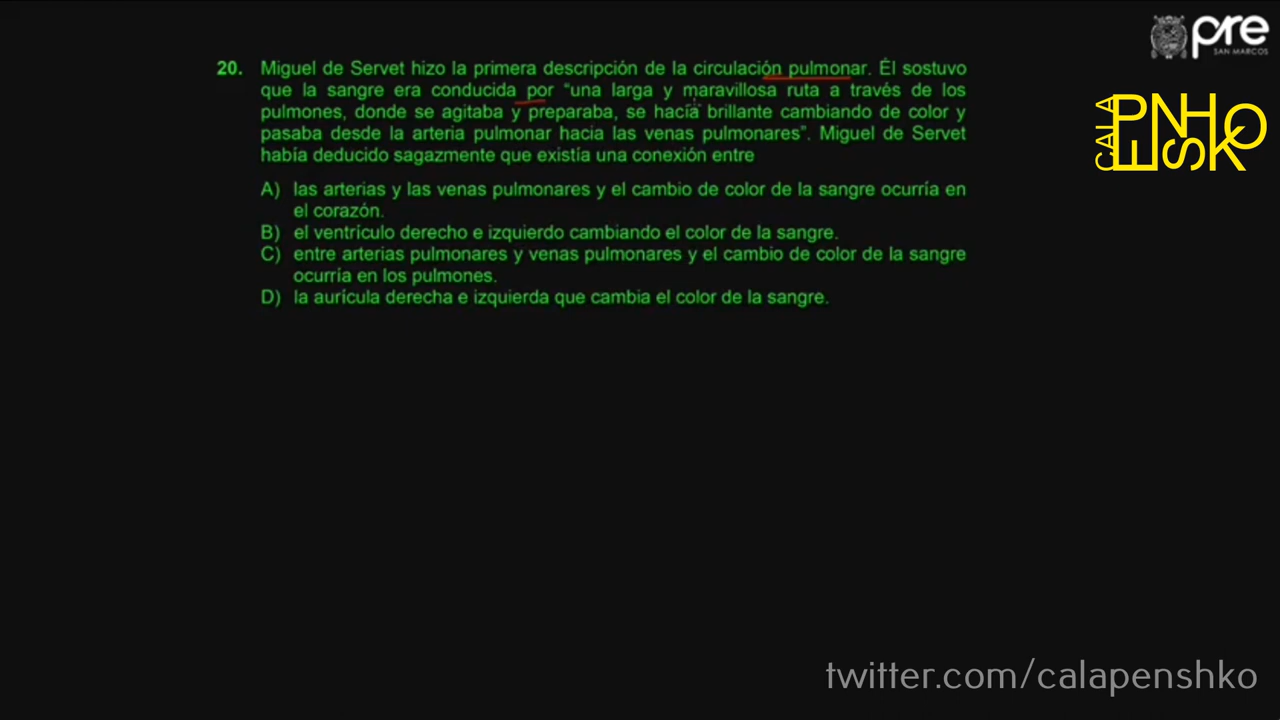 pre
SAN MARCOS
CALA
PENSHKO
20. Miguel de Servet hizo la primera descripción de la circulación pulmonar. Él sostuvo
que la sangre era conducida por “una larga y maravillosa ruta a través de los
pulmones, donde se agitaba y preparaba, se hacía brillante cambiando de color y
pasaba desde la arteria pulmonar hacia las venas pulmonares”. Miguel de Servet
había deducido sagazmente que existía una conexión entre
A) las arterias y las venas pulmonares y el cambio de color de la sangre ocurría en
el corazón.
B) el ventrículo derecho e izquierdo cambiando el color de la sangre.
C) entre arterias pulmonares y venas pulmonares y el cambio de color de la sangre
ocurría en los pulmones.
D) la aurícula derecha e izquierda que cambia el color de la sangre.
twitter.com/calapenshko